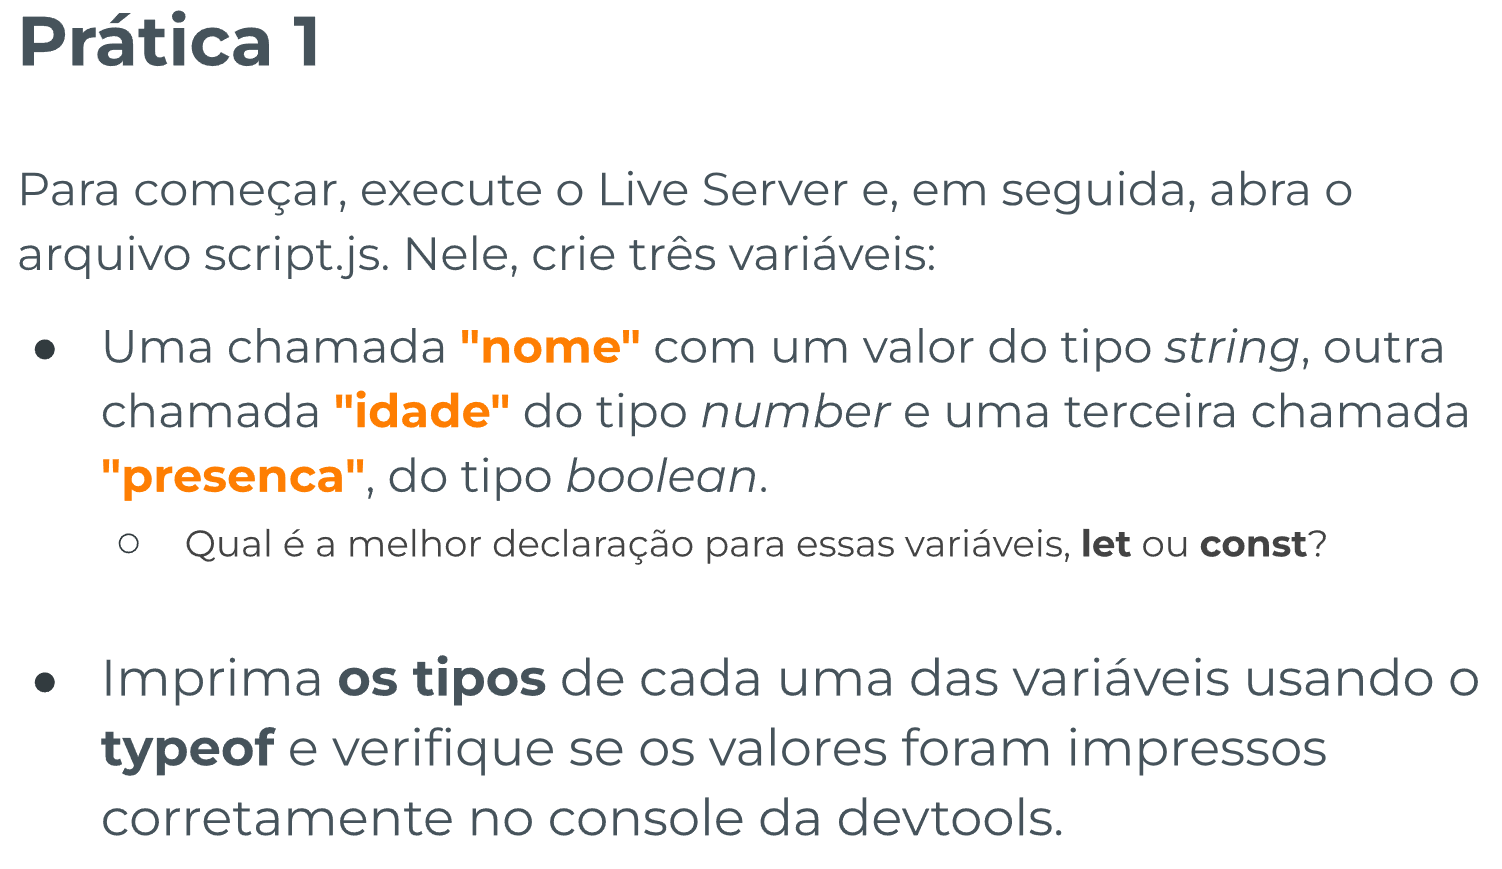 Prática 1
Para começar, execute o Live Server e, em seguida, abra o
arquivo script.js. Nele, crie três variáveis:
● Uma chamada "nome" com um valor do tipo string, outra
chamada "idade" do tipo number e uma terceira chamada
"presenca", do tipo boolean.
○ Qual é a melhor declaração para essas variáveis, let ou const?
● Imprima os tipos de cada uma das variáveis usando o
typeof e verifique se os valores foram impressos
corretamente no console da devtools.